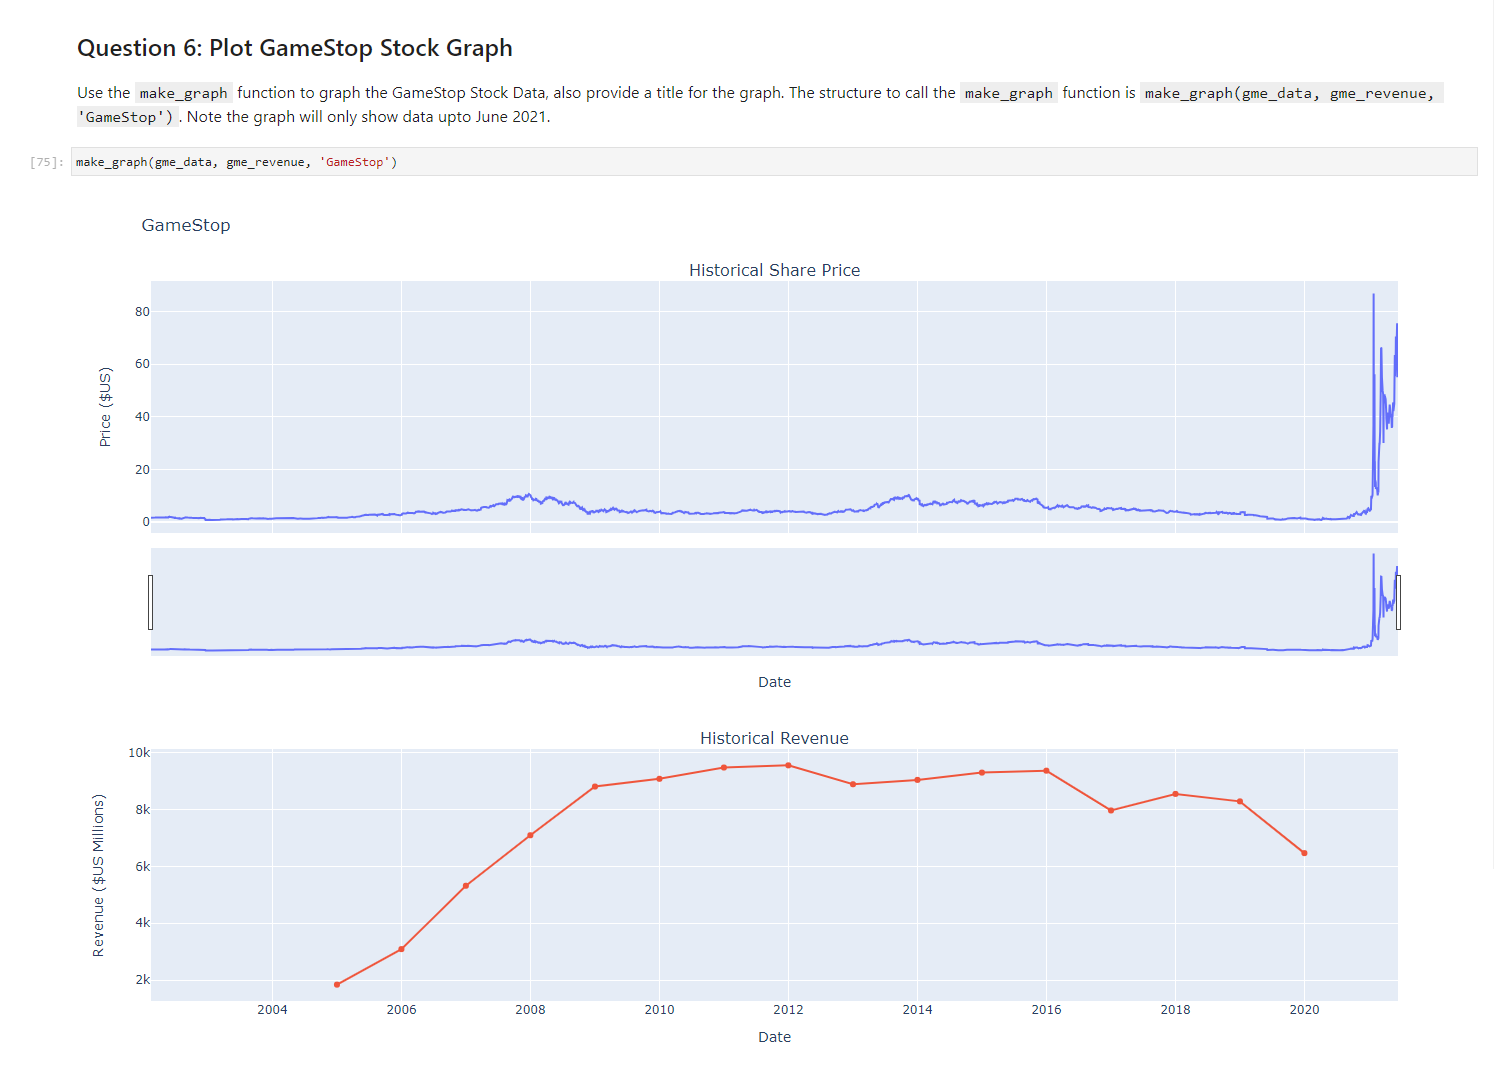 Question 6: Plot GameStop Stock Graph
Use the make_graph function to graph the GameStop Stock Data, also provide a title for the graph. The structure to call the make_graph function is make_graph(gme_data, gme_revenue,
'GameStop') . Note the graph will only show data upto June 2021.
[75]: make_graph(gme_data, gme_revenue, 'GameStop')
GameStop
Historical Share Price
80
60
40
20
0
Price ($US)
Date
Historical Revenue
10k
8k
6k
4k
2k
Revenue ($US Millions)
2004 2006 2008 2010 2012 2014 2016 2018 2020
Date